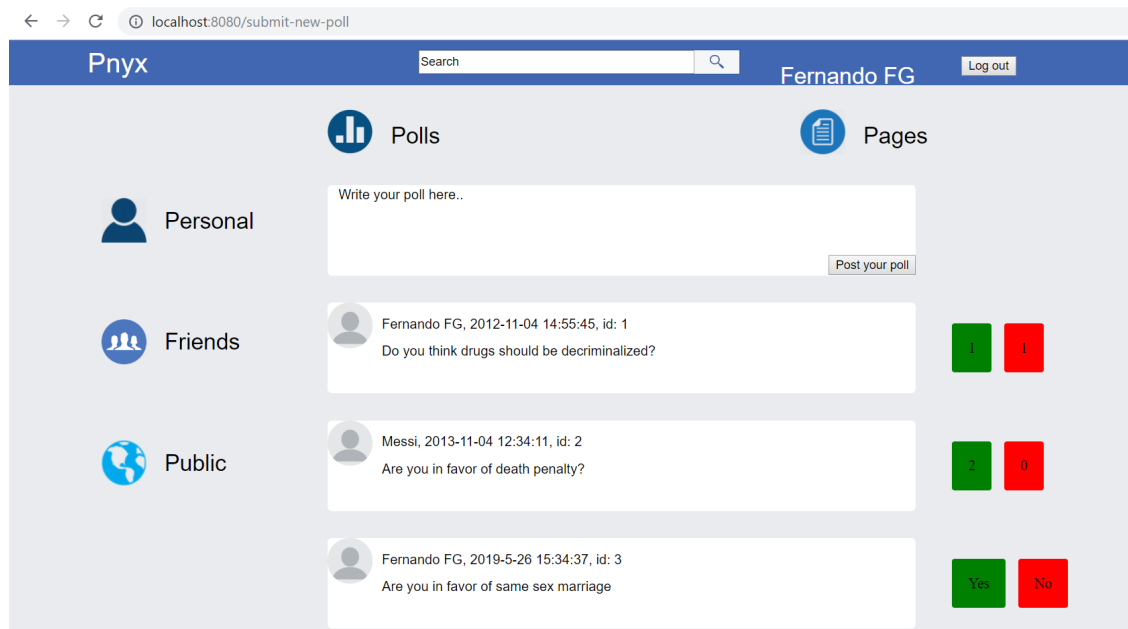 localhost:8080/submit-new-poll
Pnyx
Search
Fernando FG
Log out
Polls
Pages
Personal
Write your poll here..
Post your poll
Friends
Fernando FG, 2012-11-04 14:55:45, id: 1
Do you think drugs should be decriminalized?
1 1
Public
Messi, 2013-11-04 12:34:11, id: 2
Are you in favor of death penalty?
2 0
Fernando FG, 2019-5-26 15:34:37, id: 3
Are you in favor of same sex marriage
Yes No